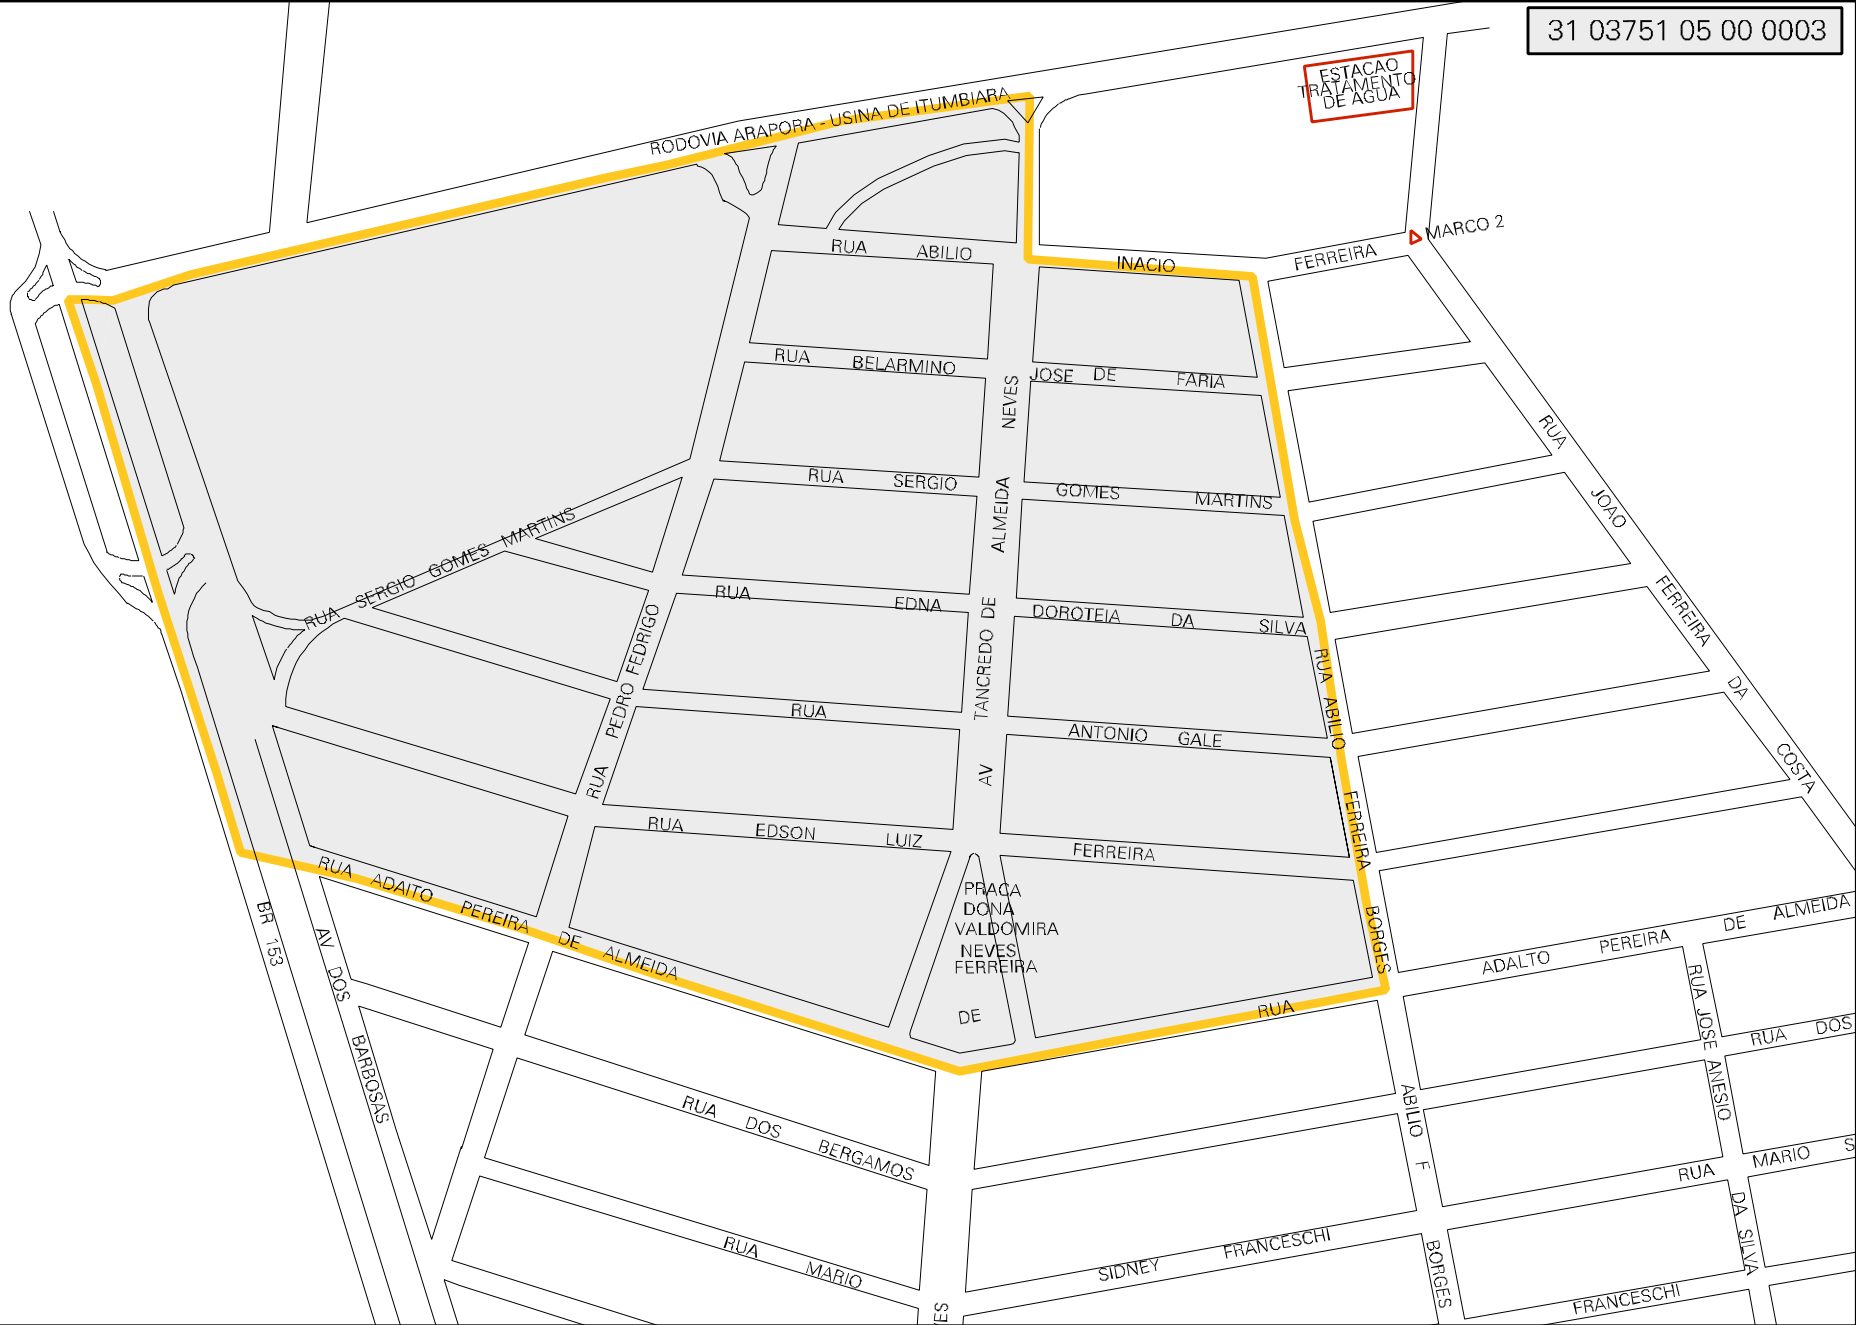 31 03751 05 00 0003
ESTACAO
TRATAMENTO
DE AGUA
RODOVIA ARAPORA - USINA DE ITUMBIARA
MARCO 2
RUA ABILIO INACIO FERREIRA
RUA BELARMINO JOSE DE FARIA
RUA SERGIO GOMES MARTINS
RUA SERGIO GOMES MARTINS
RUA EDNA DOROTEIA DA SILVA
RUA ANTONIO GALE
RUA EDSON LUIZ FERREIRA
RUA PEDRO FEDRIGO
AV TANCREDO DE ALMEIDA NEVES
RUA ABILIO FERREIRA BORGES
RUA JOAO FERREIRA DA COSTA
PRACA
DONA
VALDOMIRA
NEVES
FERREIRA
RUA ADAITO PEREIRA DE ALMEIDA
DE
RUA
ADALTO PEREIRA DE ALMEIDA
BR 153
AV DOS BARBOSAS
RUA DOS BERGAMOS
RUA MARIO
SIDNEY FRANCESCHI
ABILIO F BORGES
RUA JOSE ANESIO DA SILVA
RUA DOS
RUA MARIO S
FRANCESCHI
ES